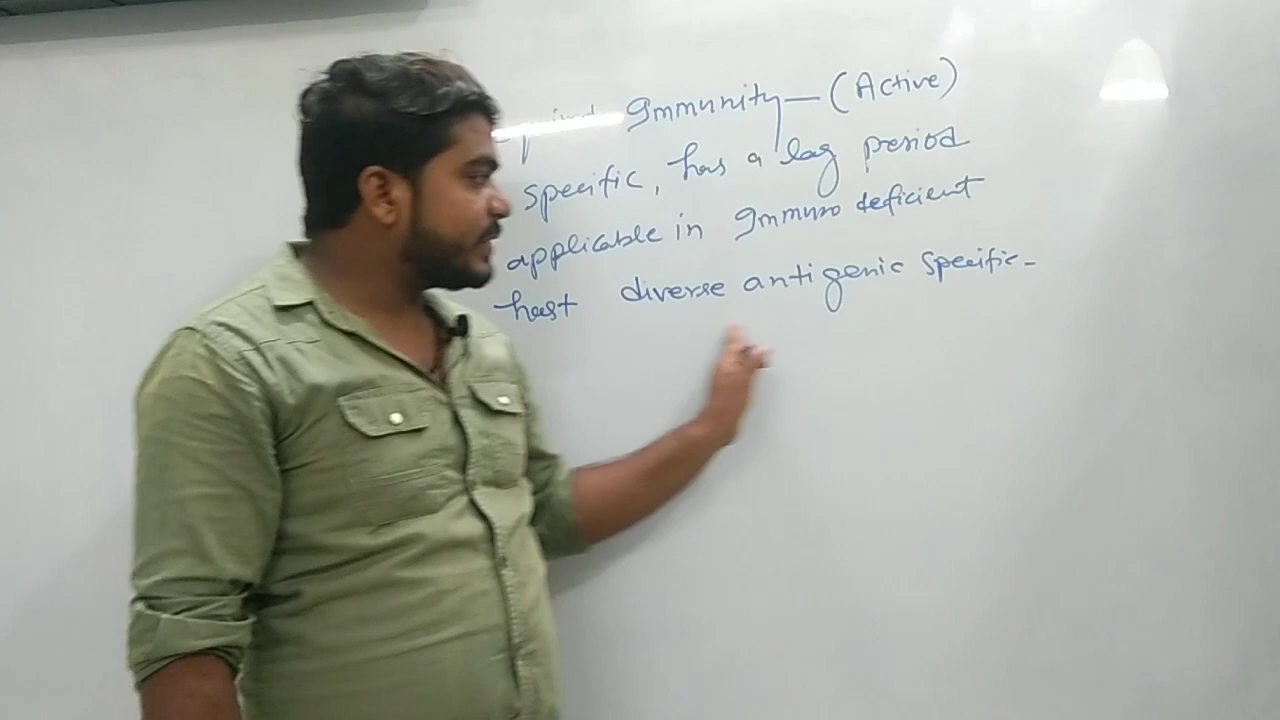 Immunity — (Active)
specific, has a lag period
applicable in Immuno deficient
host diverse antigenic specific-